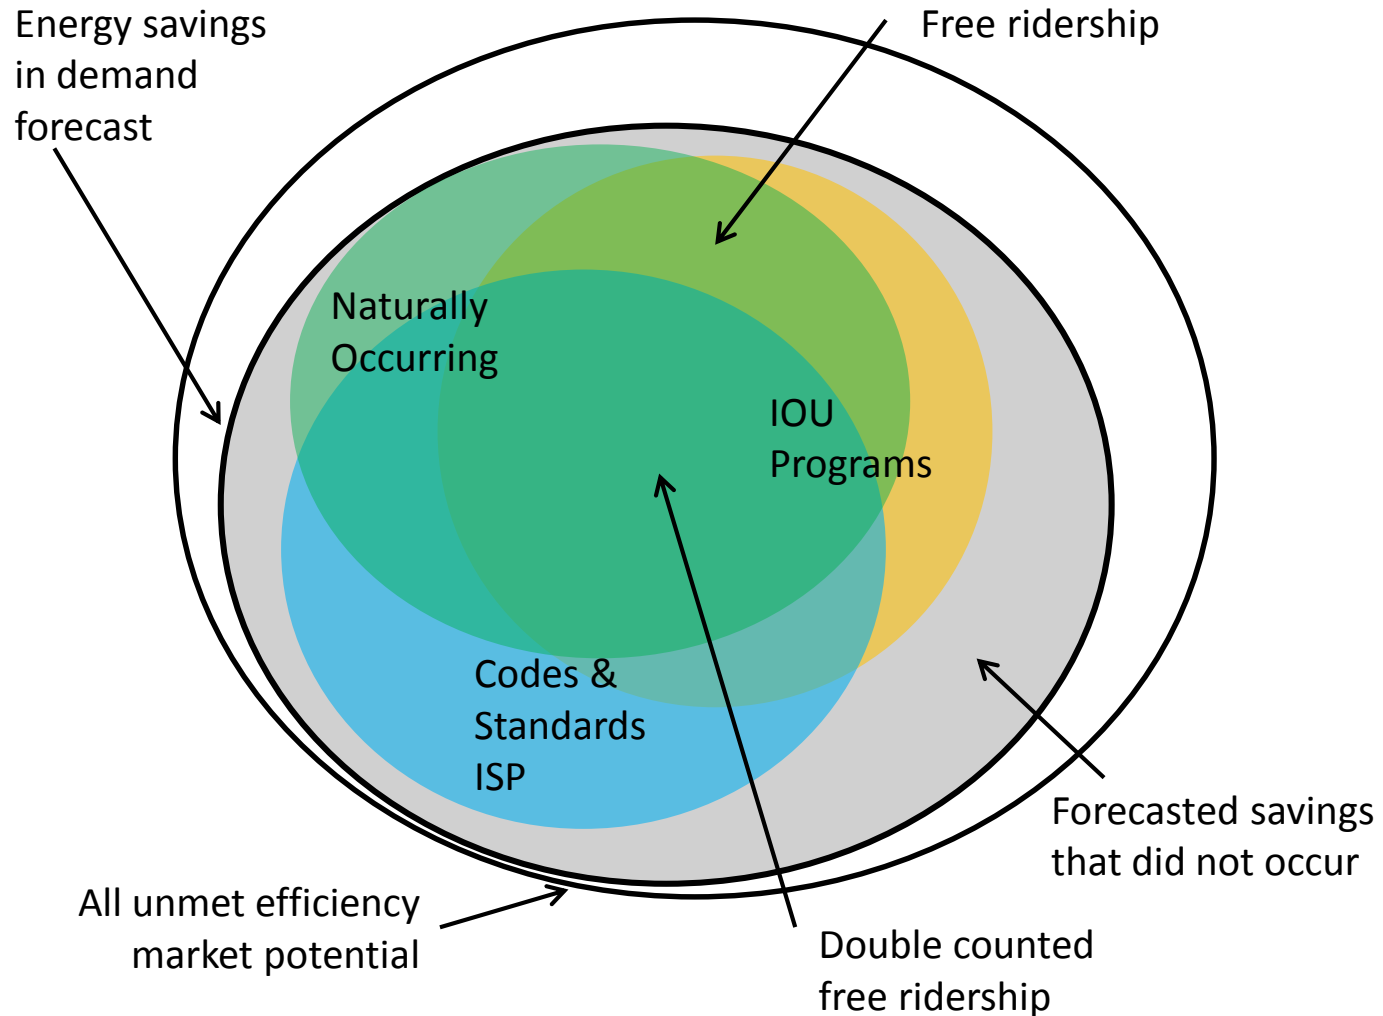 Energy savings
in demand
forecast
Free ridership
Naturally
Occurring
IOU
Programs
Codes &
Standards
ISP
Forecasted savings
that did not occur
All unmet efficiency
market potential
Double counted
free ridership